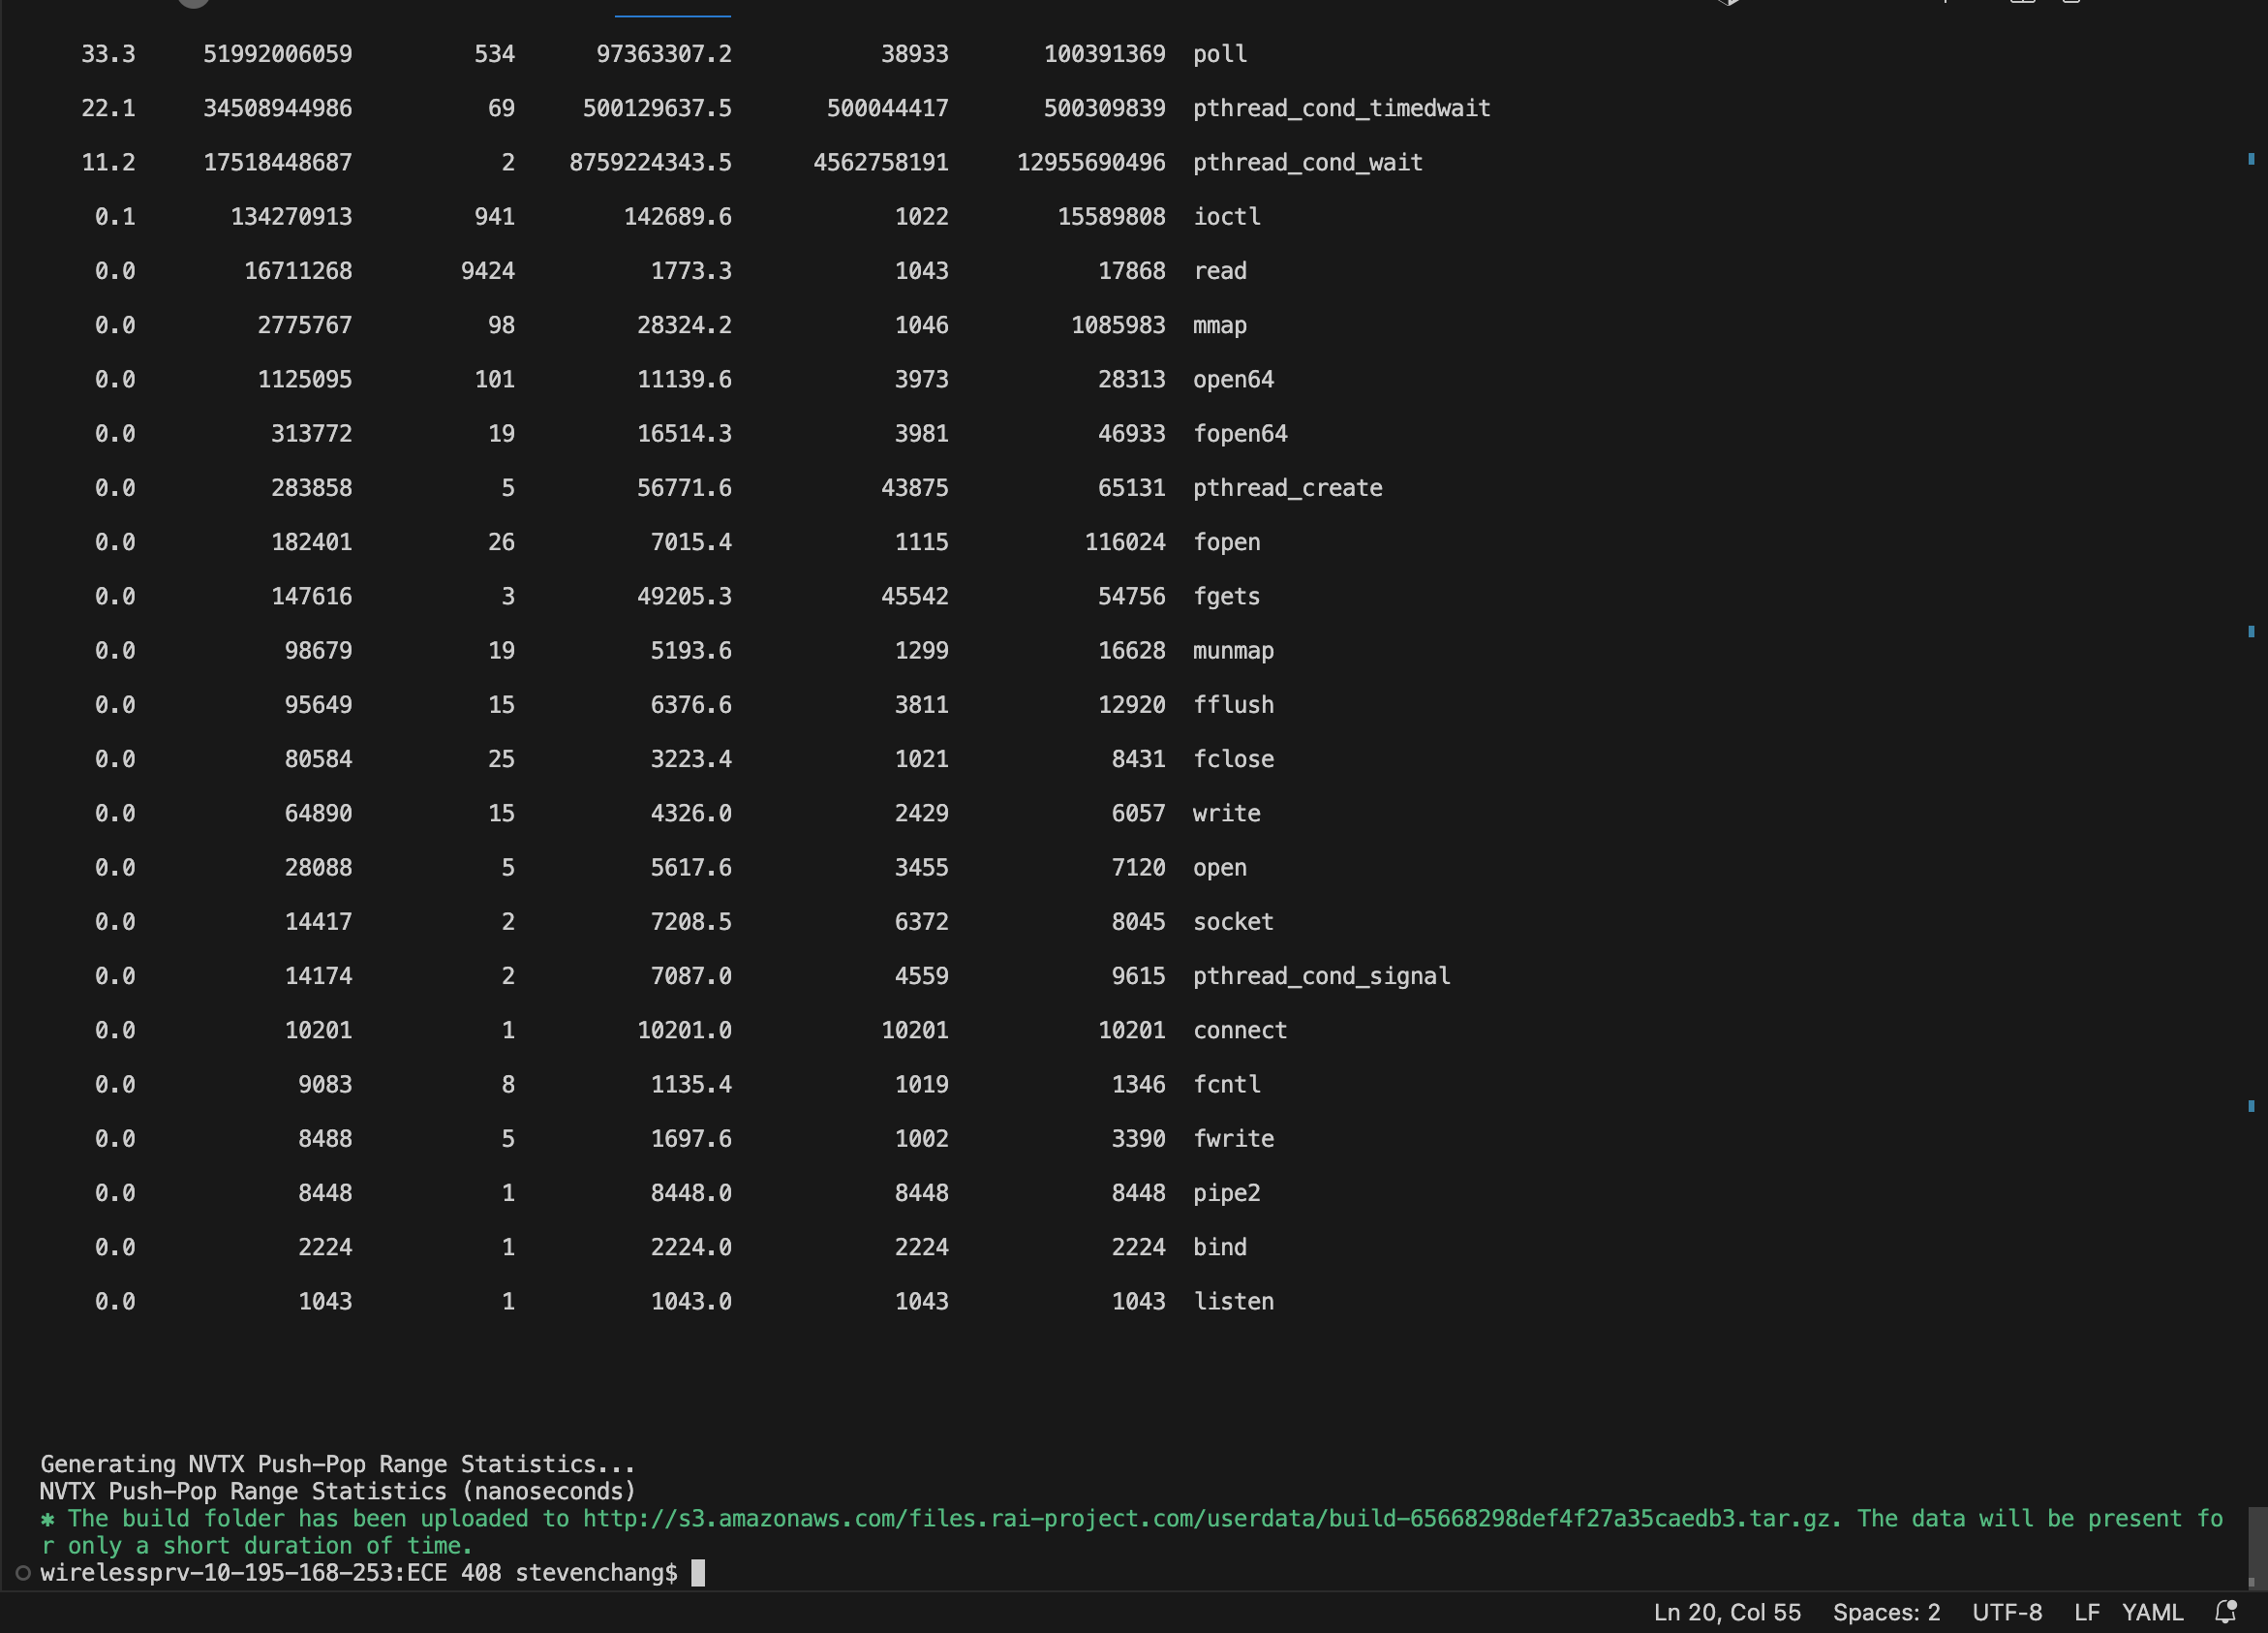 33.3 51992006059 534 97363307.2 38933 100391369 poll
22.1 34508944986 69 500129637.5 500044417 500309839 pthread_cond_timedwait
11.2 17518448687 2 8759224343.5 4562758191 12955690496 pthread_cond_wait
0.1 134270913 941 142689.6 1022 15589808 ioctl
0.0 16711268 9424 1773.3 1043 17868 read
0.0 2775767 98 28324.2 1046 1085983 mmap
0.0 1125095 101 11139.6 3973 28313 open64
0.0 313772 19 16514.3 3981 46933 fopen64
0.0 283858 5 56771.6 43875 65131 pthread_create
0.0 182401 26 7015.4 1115 116024 fopen
0.0 147616 3 49205.3 45542 54756 fgets
0.0 98679 19 5193.6 1299 16628 munmap
0.0 95649 15 6376.6 3811 12920 fflush
0.0 80584 25 3223.4 1021 8431 fclose
0.0 64890 15 4326.0 2429 6057 write
0.0 28088 5 5617.6 3455 7120 open
0.0 14417 2 7208.5 6372 8045 socket
0.0 14174 2 7087.0 4559 9615 pthread_cond_signal
0.0 10201 1 10201.0 10201 10201 connect
0.0 9083 8 1135.4 1019 1346 fcntl
0.0 8488 5 1697.6 1002 3390 fwrite
0.0 8448 1 8448.0 8448 8448 pipe2
0.0 2224 1 2224.0 2224 2224 bind
0.0 1043 1 1043.0 1043 1043 listen
Generating NVTX Push-Pop Range Statistics...
NVTX Push-Pop Range Statistics (nanoseconds)
✱ The build folder has been uploaded to http://s3.amazonaws.com/files.rai-project.com/userdata/build-65668298def4f27a35caedb3.tar.gz. The data will be present fo
r only a short duration of time.
wirelessprv-10-195-168-253:ECE 408 stevenchang$
Ln 20, Col 55 Spaces: 2 UTF-8 LF YAML